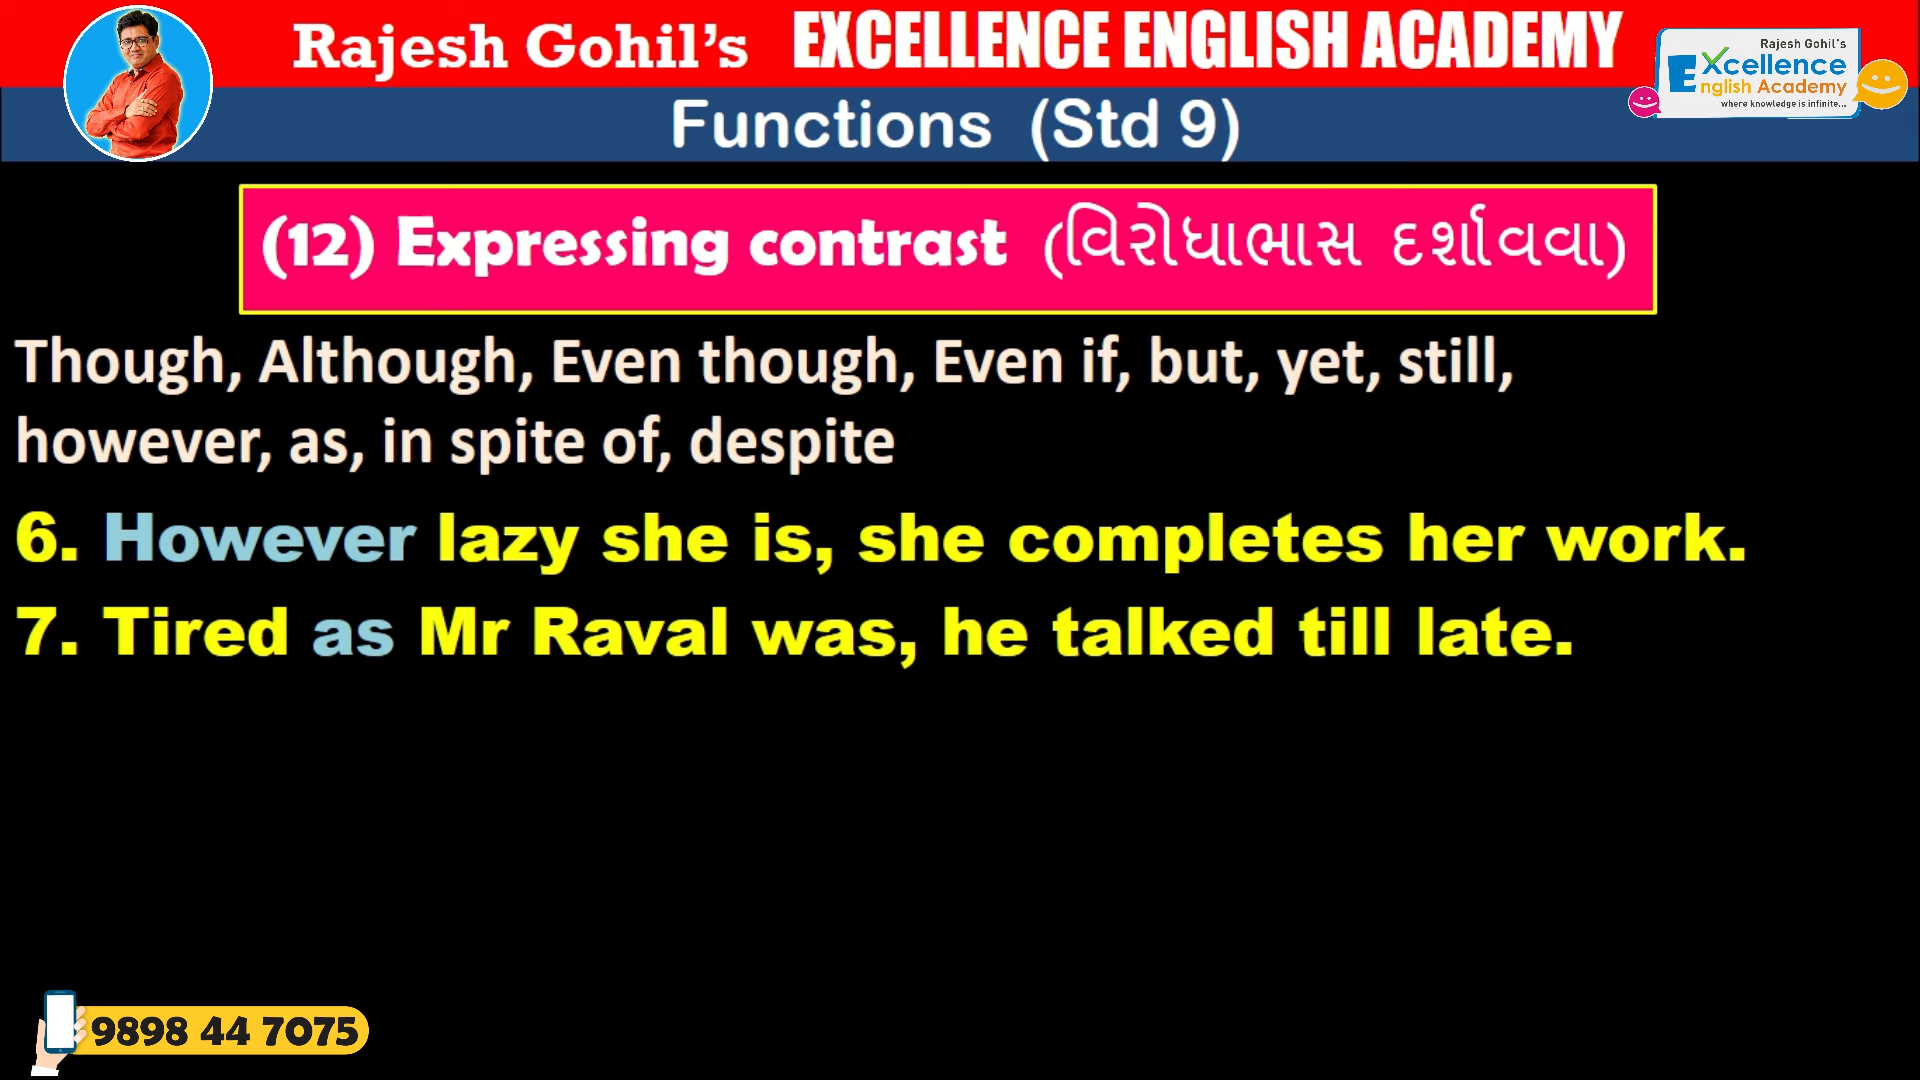 Rajesh Gohil's EXCELLENCE ENGLISH ACADEMY
Rajesh Gohil's
Excellence
English Academy
where knowledge is infinite...
Functions (Std 9)
(12) Expressing contrast (વિરોધાભાસ દર્શાવવા)
Though, Although, Even though, Even if, but, yet, still,
however, as, in spite of, despite
6. However lazy she is, she completes her work.
7. Tired as Mr Raval was, he talked till late.
9898 44 7075